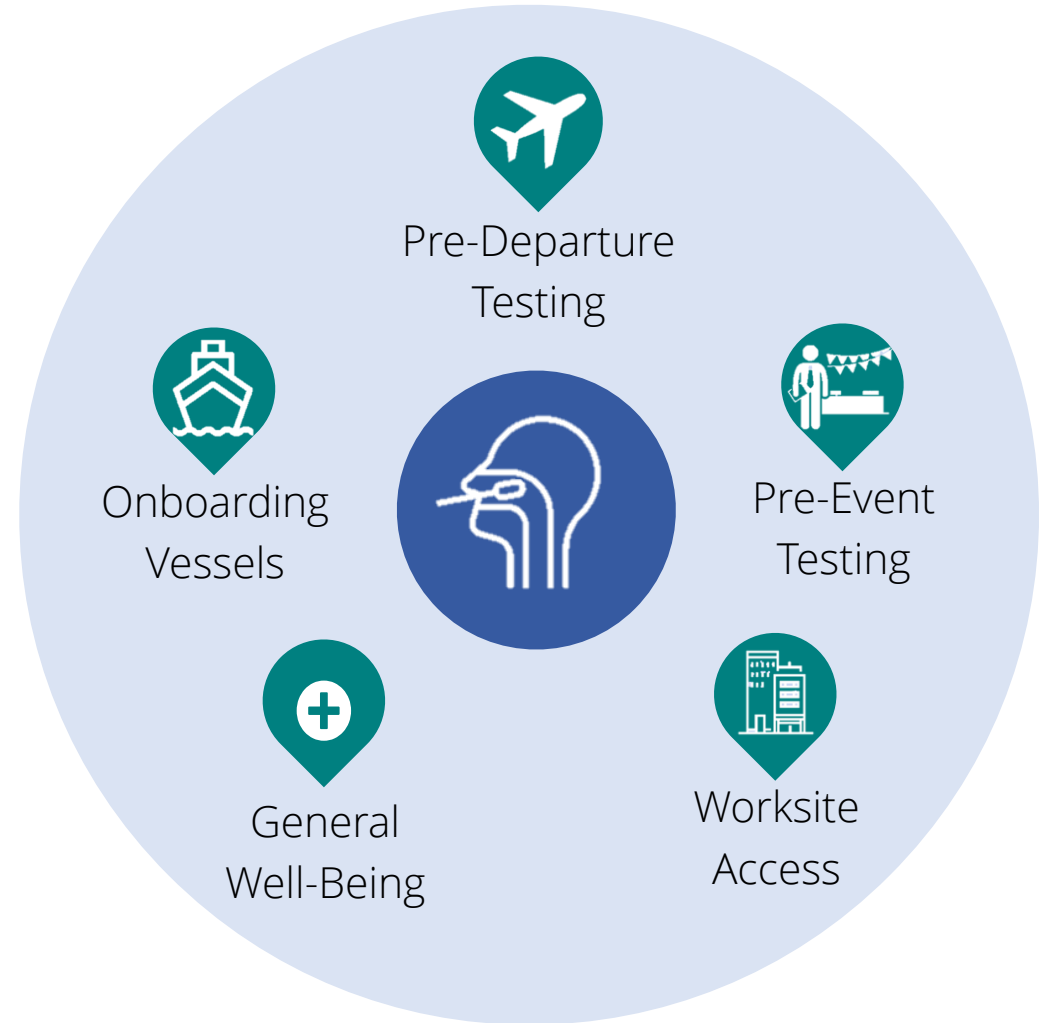 Pre-Departure
Testing
Onboarding
Vessels
Pre-Event
Testing
General
Well-Being
Worksite
Access